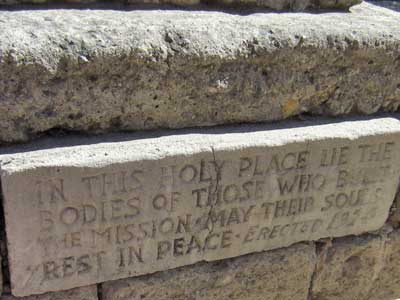 IN THIS HOLY PLACE LIE THE
BODIES OF THOSE WHO BUILT
THE MISSION·MAY THEIR SOULS
REST IN PEACE·ERECTED